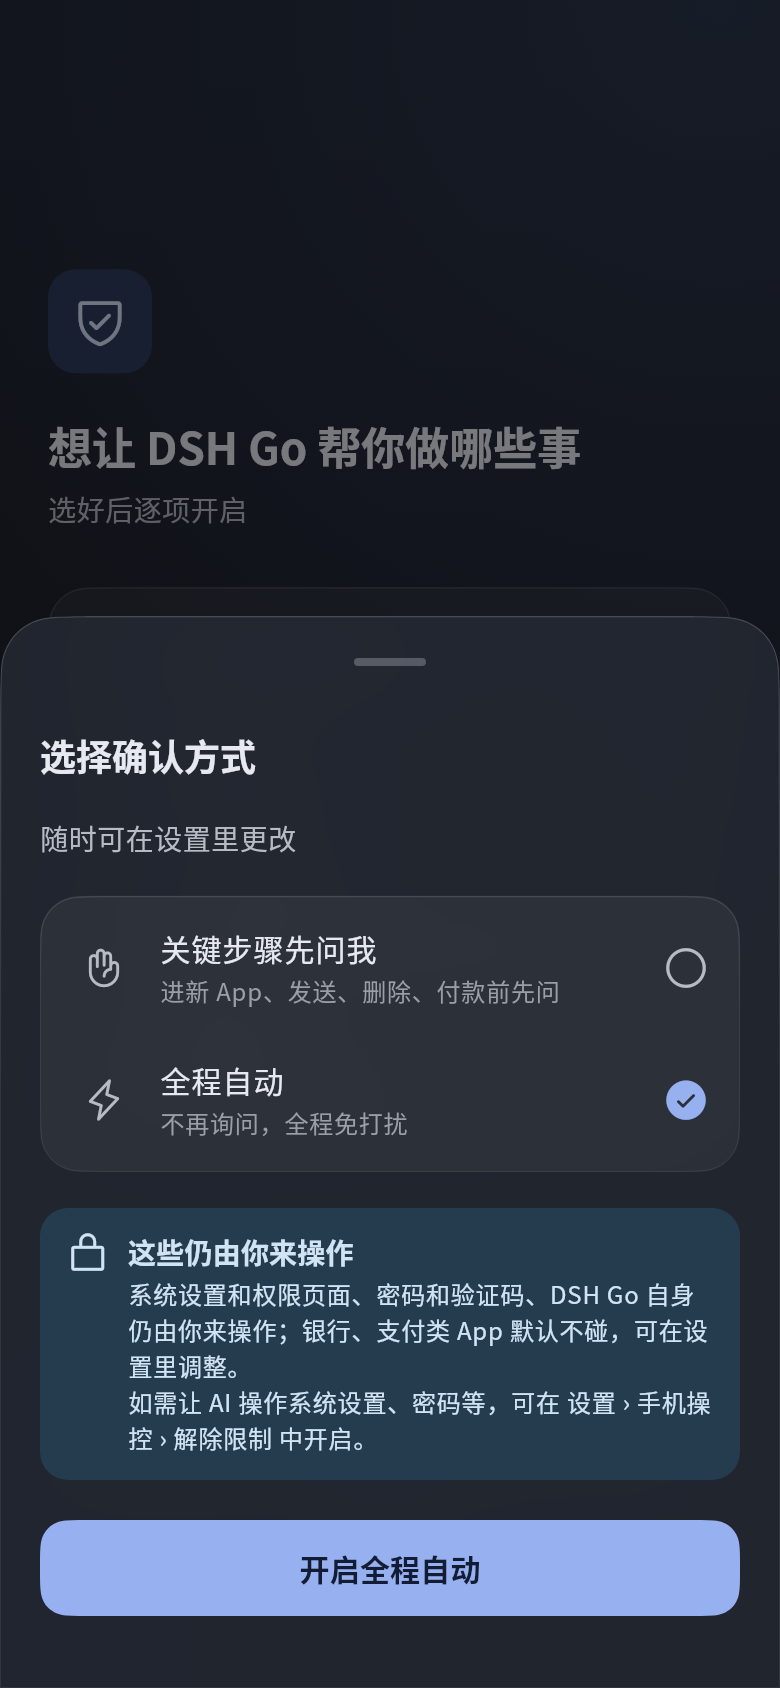 想让 DSH Go 帮你做哪些事
选好后逐项开启
选择确认方式
随时可在设置里更改
关键步骤先问我
进新 App、发送、删除、付款前先问
全程自动
不再询问，全程免打扰
这些仍由你来操作
系统设置和权限页面、密码和验证码、DSH Go 自身
仍由你来操作；银行、支付类 App 默认不碰，可在设
置里调整。
如需让 AI 操作系统设置、密码等，可在 设置 › 手机操
控 › 解除限制 中开启。
开启全程自动